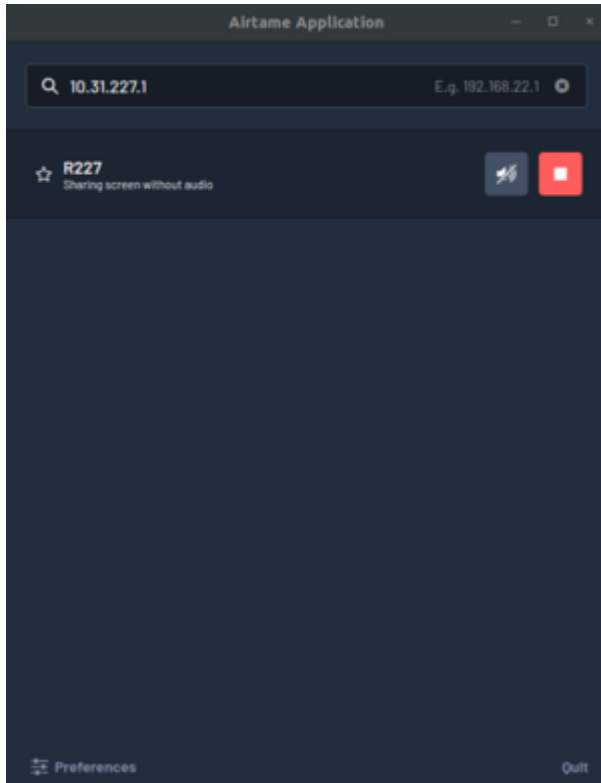 Airtame Application
10.31.227.1 E.g. 192.168.22.1
R227
Sharing screen without audio
Preferences Quit